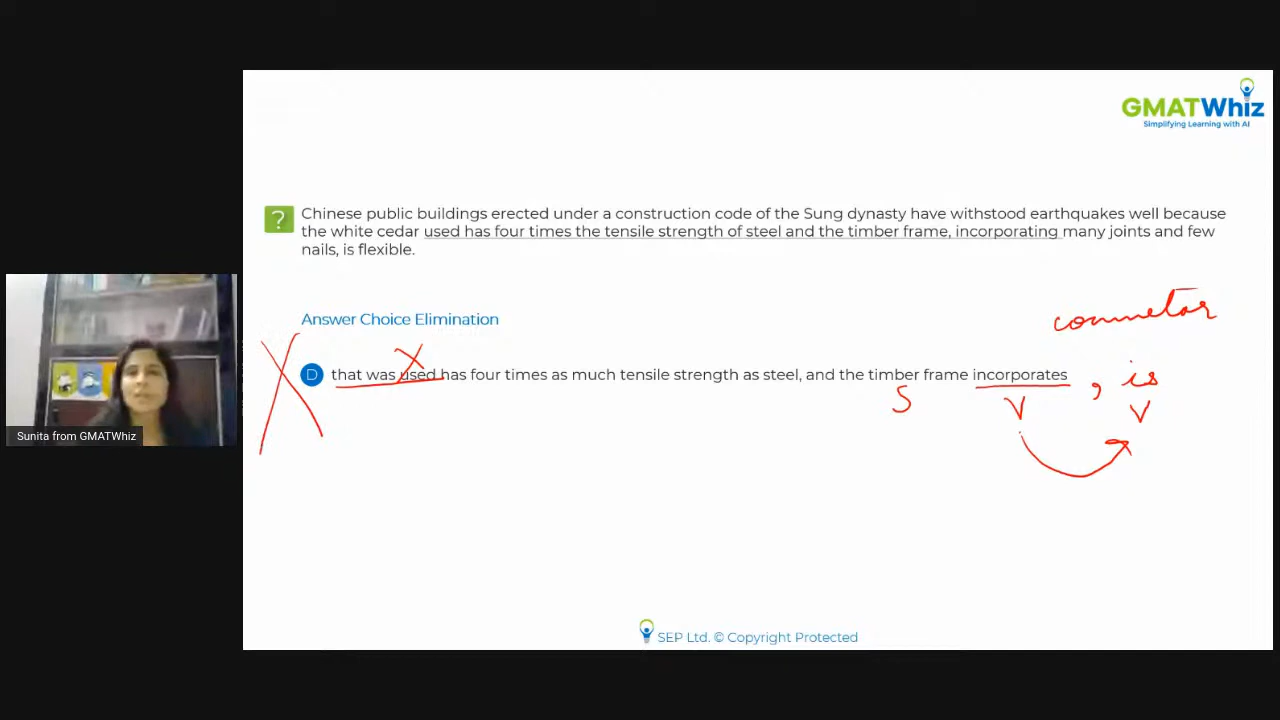 GMATWhiz
Simplifying Learning with AI
? Chinese public buildings erected under a construction code of the Sung dynasty have withstood earthquakes well because
the white cedar used has four times the tensile strength of steel and the timber frame, incorporating many joints and few
nails, is flexible.
connetor
Answer Choice Elimination
X
D that was used has four times as much tensile strength as steel, and the timber frame incorporates , is
S V V
Sunita from GMATWhiz
SEP Ltd. © Copyright Protected